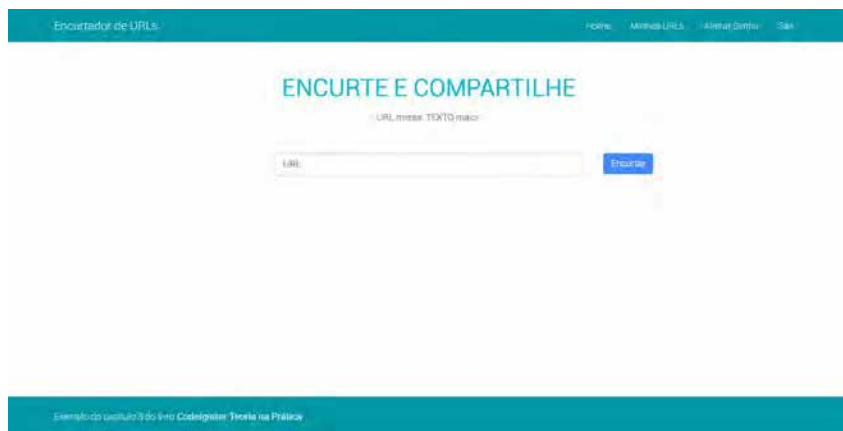 Encurtador de URLs
Home Minhas URLs Alterar Senha Sair
ENCURTE E COMPARTILHE
URL menor, TEXTO maior
URL
Encurtar
Exemplo do capítulo 8 do livro CodeIgniter Teoria na Prática